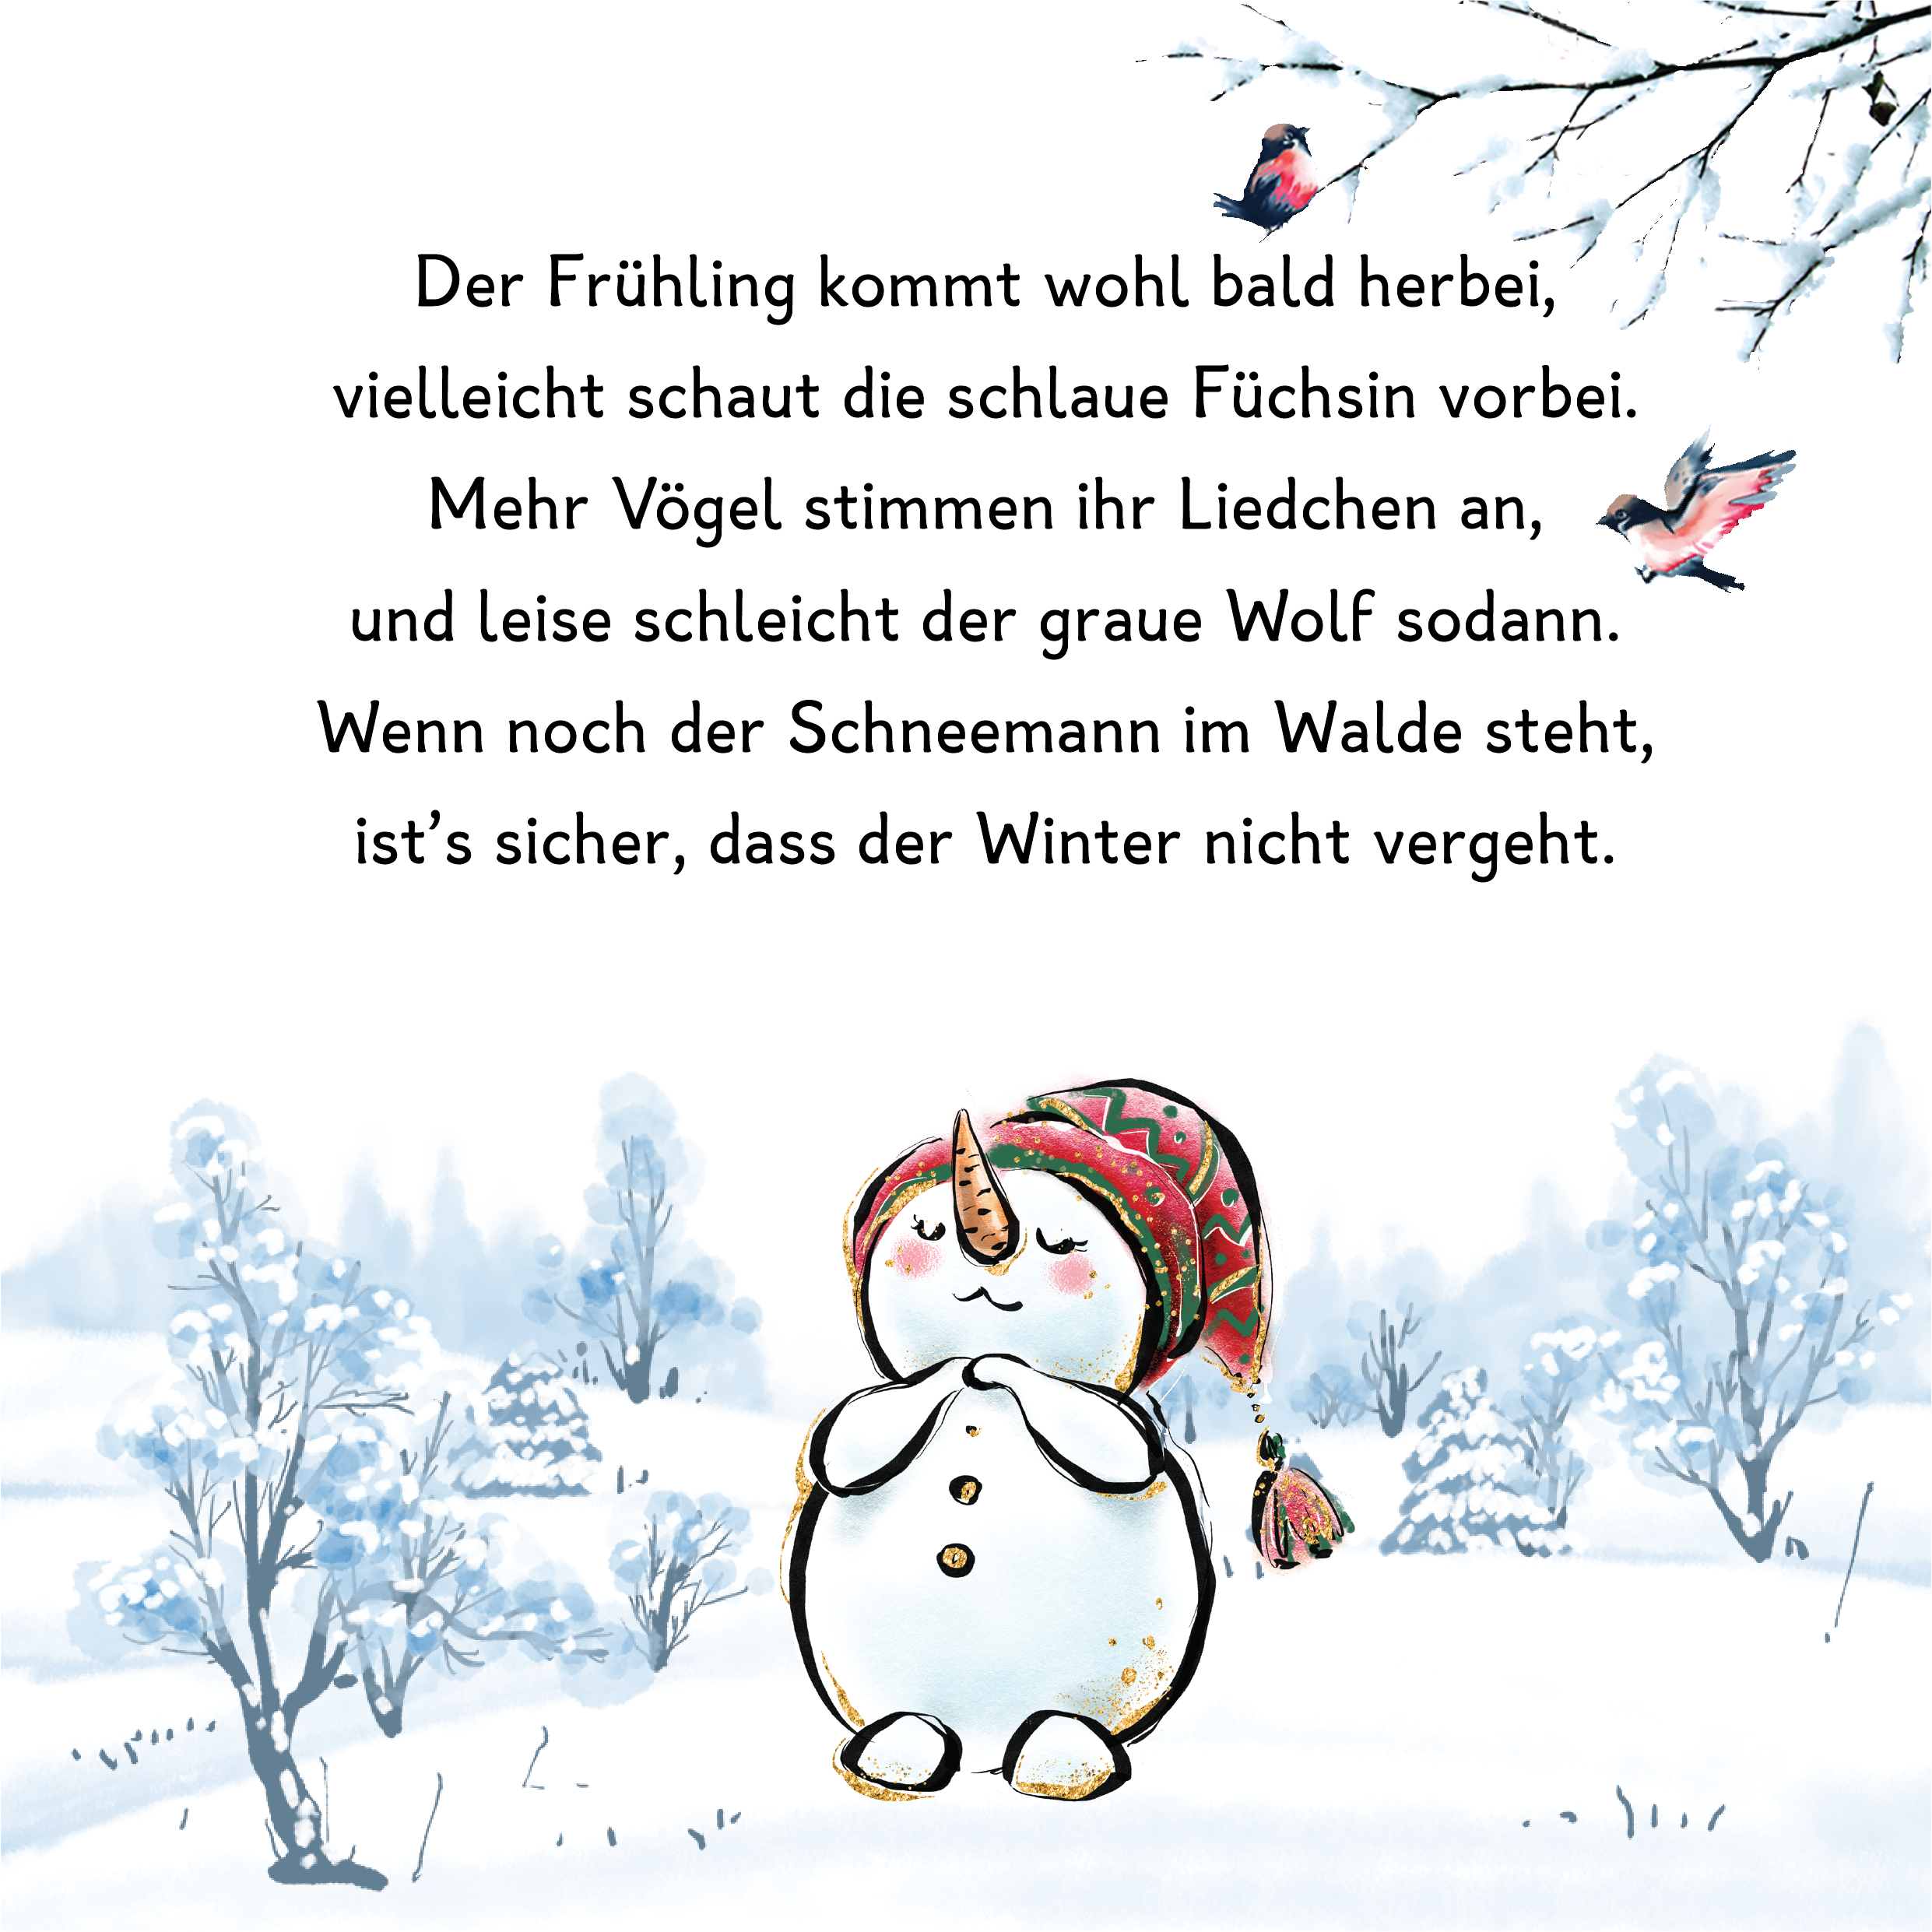 Der Frühling kommt wohl bald herbei,
vielleicht schaut die schlaue Füchsin vorbei.
Mehr Vögel stimmen ihr Liedchen an,
und leise schleicht der graue Wolf sodann.
Wenn noch der Schneemann im Walde steht,
ist’s sicher, dass der Winter nicht vergeht.